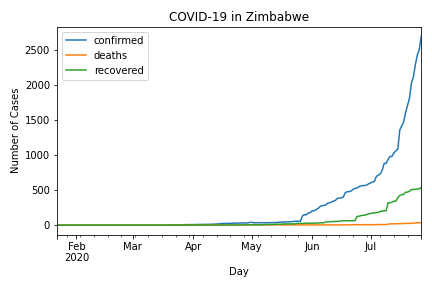 COVID-19 in Zimbabwe
confirmed
deaths
recovered
Number of Cases
2500
2000
1500
1000
500
0
Feb
2020
Mar
Apr
May
Jun
Jul
Day